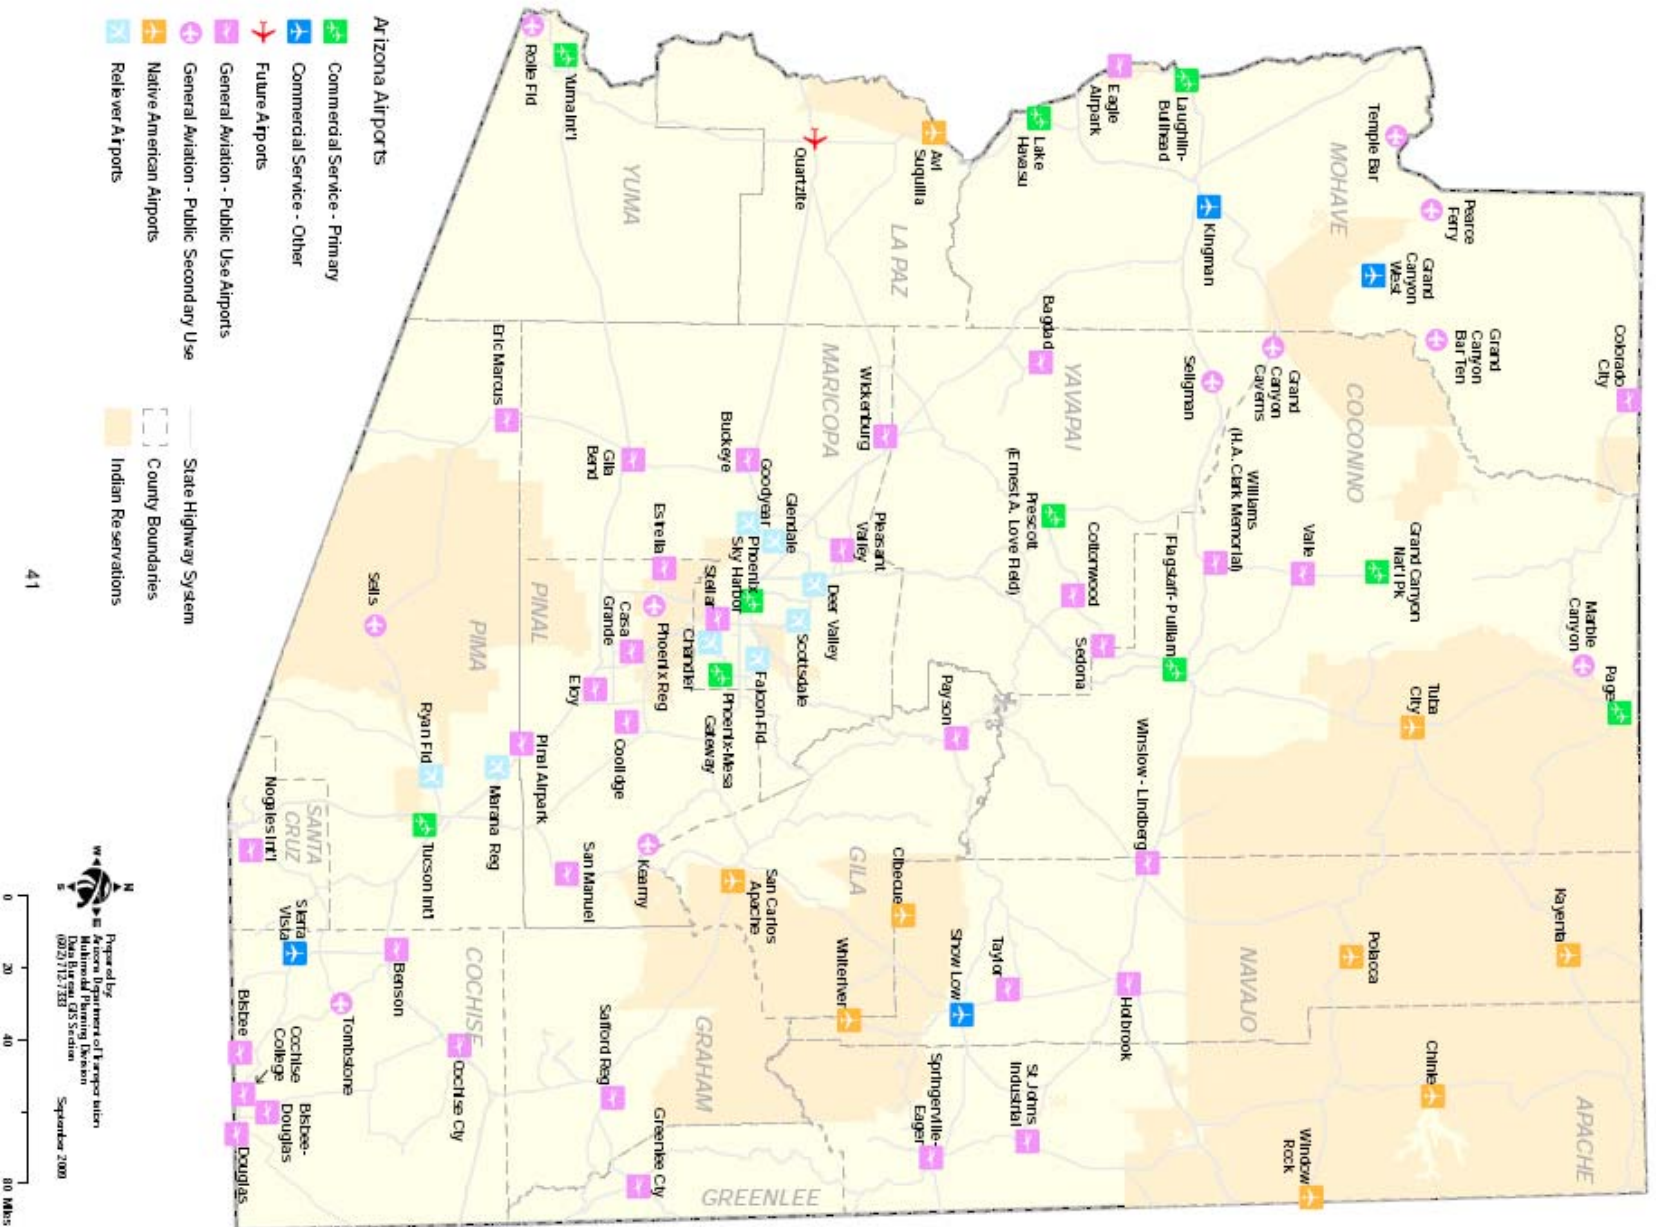 Arizona Airports
Commercial Service - Primary
Commercial Service - Other
Future Airports
General Aviation - Public Use Airports
General Aviation - Public Secondary Use
Native American Airports
Reliever Airports
State Highway System
County Boundaries
Indian Reservations
Colorado
City
Marble
Canyon
Page
Kayenta
APACHE
Temple Bar
Pearce
Ferry
Grand
Canyon
West
Grand
Canyon
Bar Ten
MOHAVE
COCONINO
Grand Canyon
Nat'l Pk
Tuba
City
Polacca
Chinle
Window
Rock
NAVAJO
Laughlin-
Bullhead
Eagle
Airpark
Kingman
Grand
Canyon
Caverns
Seligman
Valle
Williams
(H.A. Clark Memorial)
Flagstaff- Pulliam
Winslow - Lindberg
Holbrook
Lake
Havasu
Bagdad
YAVAPAI
Prescott
(Ernest A. Love Field)
Cottonwood
Sedona
Payson
Taylor
St Johns
Industrial
Show Low
Springerville-
Eager
Avi
Suquilla
LA PAZ
Quartzite
Wickenburg
MARICOPA
Pleasant
Valley
Deer Valley
Glendale
Scottsdale
Goodyear
Buckeye
Phoenix
Sky Harbor
Falcon-Fld
Stellar
Phoenix-Mesa
Gateway
Chandler
GILA
Cibecue
Whiteriver
San Carlos
Apache
Kearny
GRAHAM
GREENLEE
YUMA
Yuma Int'l
Rolle Fld
Gila
Bend
Estrella
Phoenix Reg
Casa
Grande
Eloy
Coolidge
PINAL
Eric Marcus
Pinal Airpark
San Manuel
Safford Reg
Greenlee Cty
Marana Reg
PIMA
Sells
Ryan Fld
Tucson Int'l
SANTA
CRUZ
Nogales Int'l
Sierra
Vista
Benson
COCHISE
Cochise Cty
Tombstone
Bisbee
Cochise
College
Bisbee-
Douglas
Douglas
N
W
E
S
Prepared by:
Arizona Department of Transportation
Multimodal Planning Division
Data Bureau GIS Section
(602) 712-7333
September 2009
0 20 40 80 Miles
41